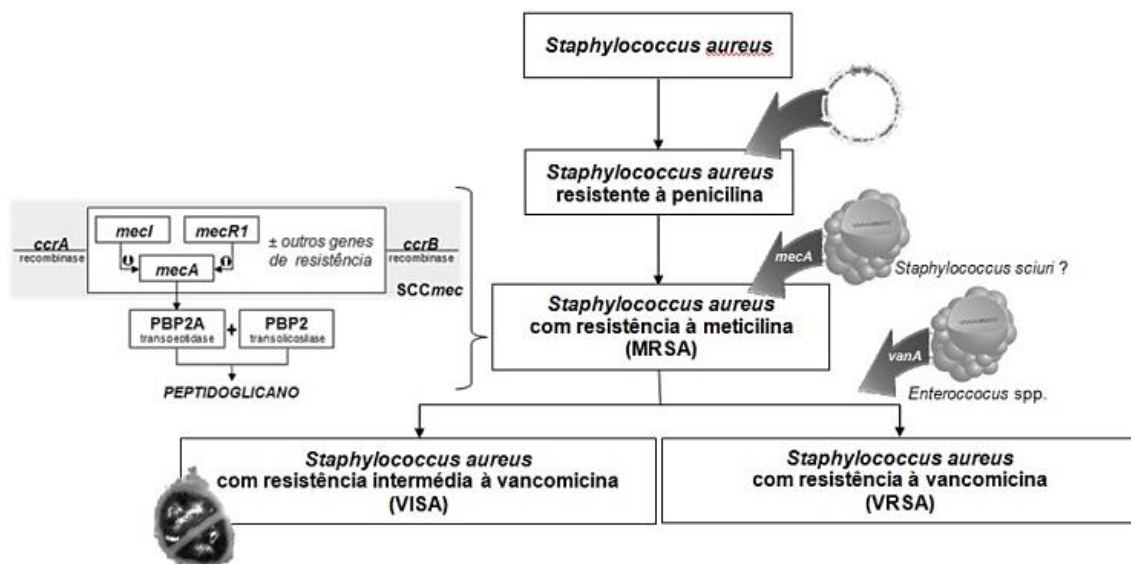 Staphylococcus aureus
Staphylococcus aureus
resistente à penicilina
mecI
mecR1
ccrA
recombinase
± outros genes
de resistência
ccrB
recombinase
mecA
SCCmec
PBP2A
transpeptidase
+
PBP2
transglicosilase
PEPTIDOGLICANO
mecA
Staphylococcus sciuri ?
Staphylococcus aureus
com resistência à meticilina
(MRSA)
vanA
Enteroccocus spp.
Staphylococcus aureus
com resistência intermédia à vancomicina
(VISA)
Staphylococcus aureus
com resistência à vancomicina
(VRSA)